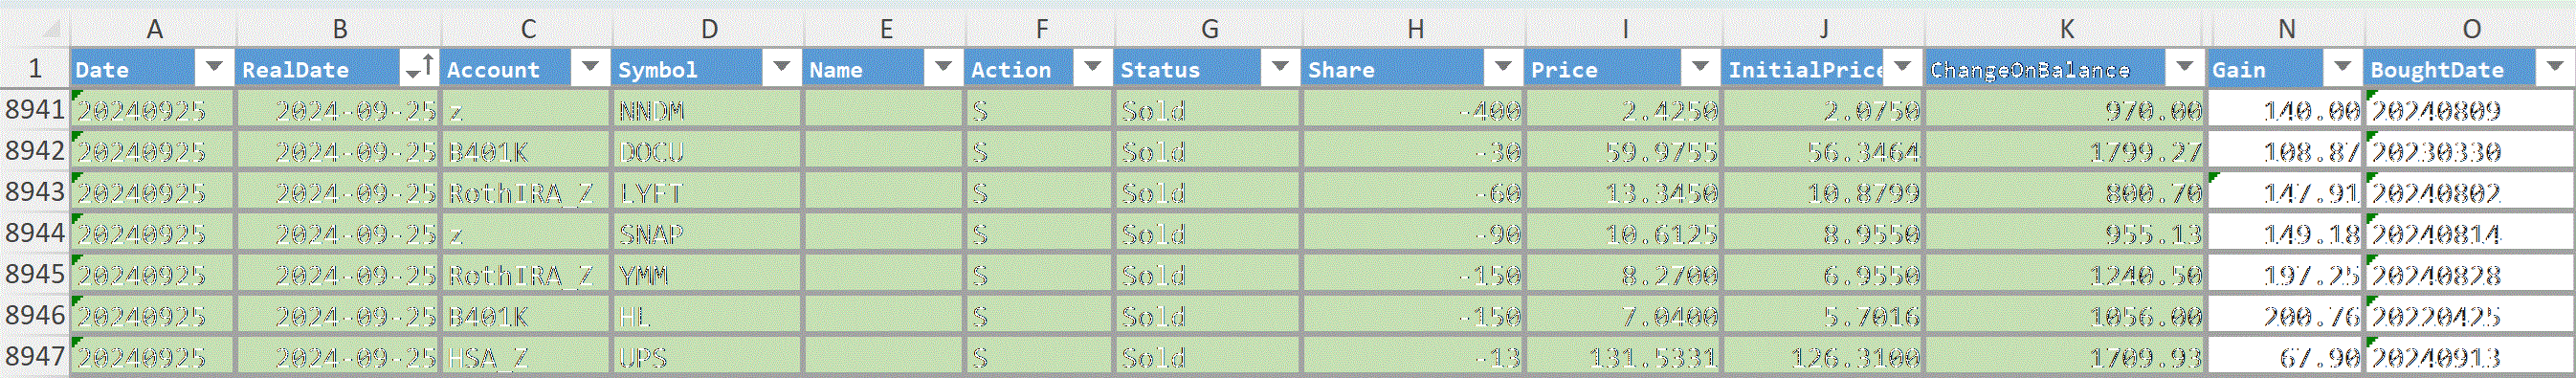 A B C D E F G H I J K N O
1 Date RealDate Account Symbol Name Action Status Share Price InitialPrice ChangeOnBalance Gain BoughtDate
8941 20240925 2024-09-25 z NNDM S Sold -400 2.4250 2.0750 970.00 140.00 20240809
8942 20240925 2024-09-25 B401K DOCU S Sold -30 59.9755 56.3464 1799.27 108.87 20230330
8943 20240925 2024-09-25 RothIRA_Z LYFT S Sold -60 13.3450 10.8799 800.70 147.91 20240802
8944 20240925 2024-09-25 z SNAP S Sold -90 10.6125 8.9550 955.13 149.18 20240814
8945 20240925 2024-09-25 RothIRA_Z YMM S Sold -150 8.2700 6.9550 1240.50 197.25 20240828
8946 20240925 2024-09-25 B401K HL S Sold -150 7.0400 5.7016 1056.00 200.76 20220425
8947 20240925 2024-09-25 HSA_Z UPS S Sold -13 131.5331 126.3100 1709.93 67.90 20240913